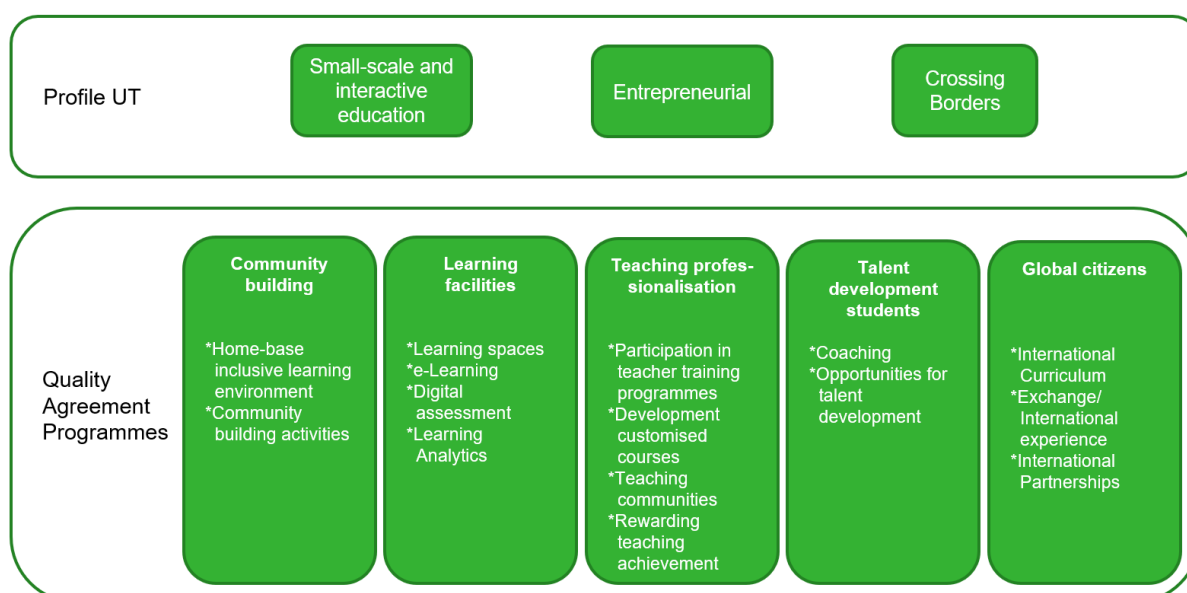 Profile UT
Small-scale and
interactive
education
Entrepreneurial
Crossing
Borders
Quality
Agreement
Programmes
Community
building
*Home-base
inclusive learning
environment
*Community
building activities
Learning
facilities
*Learning spaces
*e-Learning
*Digital
assessment
*Learning
Analytics
Teaching profes-
sionalisation
*Participation in
teacher training
programmes
*Development
customised
courses
*Teaching
communities
*Rewarding
teaching
achievement
Talent
development
students
*Coaching
*Opportunities for
talent
development
Global citizens
*International
Curriculum
*Exchange/
International
experience
*International
Partnerships